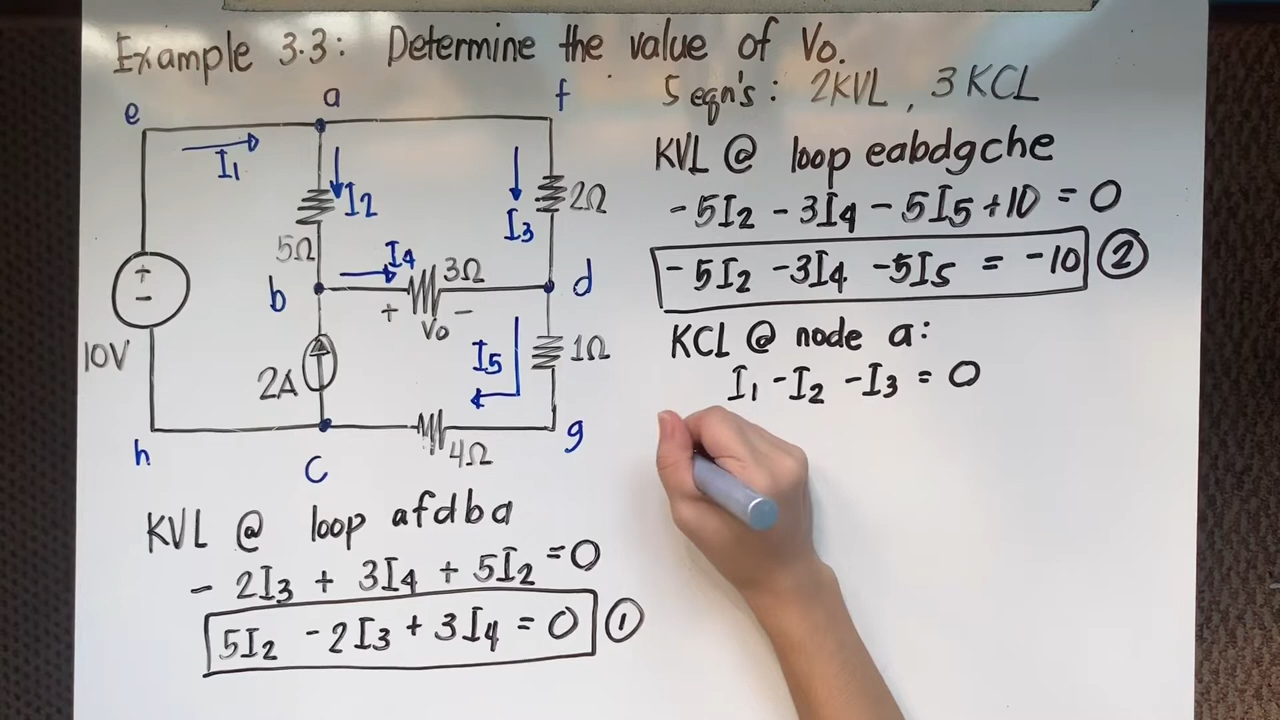 Example 3.3: Determine the value of Vo.
5 eqn's: 2KVL, 3KCL
e
a
f
I₁
I2
5Ω
I3
2Ω
b
I4
3Ω
d
+
-
+ Vo -
10V
2A
I5
1Ω
h
c
4Ω
g
KVL @ loop afdba
- 2I3 + 3I4 + 5I2 = 0
5I2 - 2I3 + 3I4 = 0 ①
KVL @ loop eabdgche
-5I2 - 3I4 - 5I5 + 10 = 0
-5I2 - 3I4 - 5I5 = -10 ②
KCL @ node a:
I₁ - I2 - I3 = 0